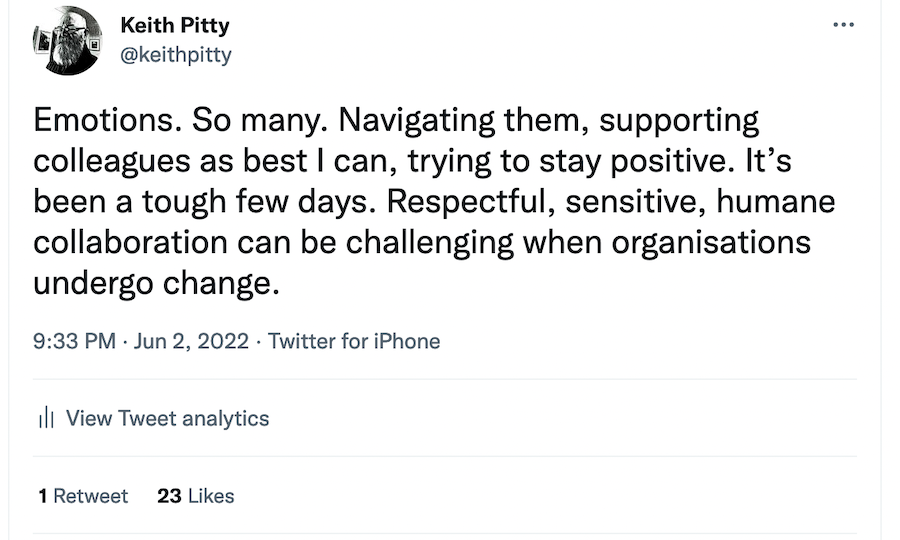 Keith Pitty
@keithpitty
Emotions. So many. Navigating them, supporting
colleagues as best I can, trying to stay positive. It’s
been a tough few days. Respectful, sensitive, humane
collaboration can be challenging when organisations
undergo change.
9:33 PM · Jun 2, 2022 · Twitter for iPhone
View Tweet analytics
1 Retweet 23 Likes